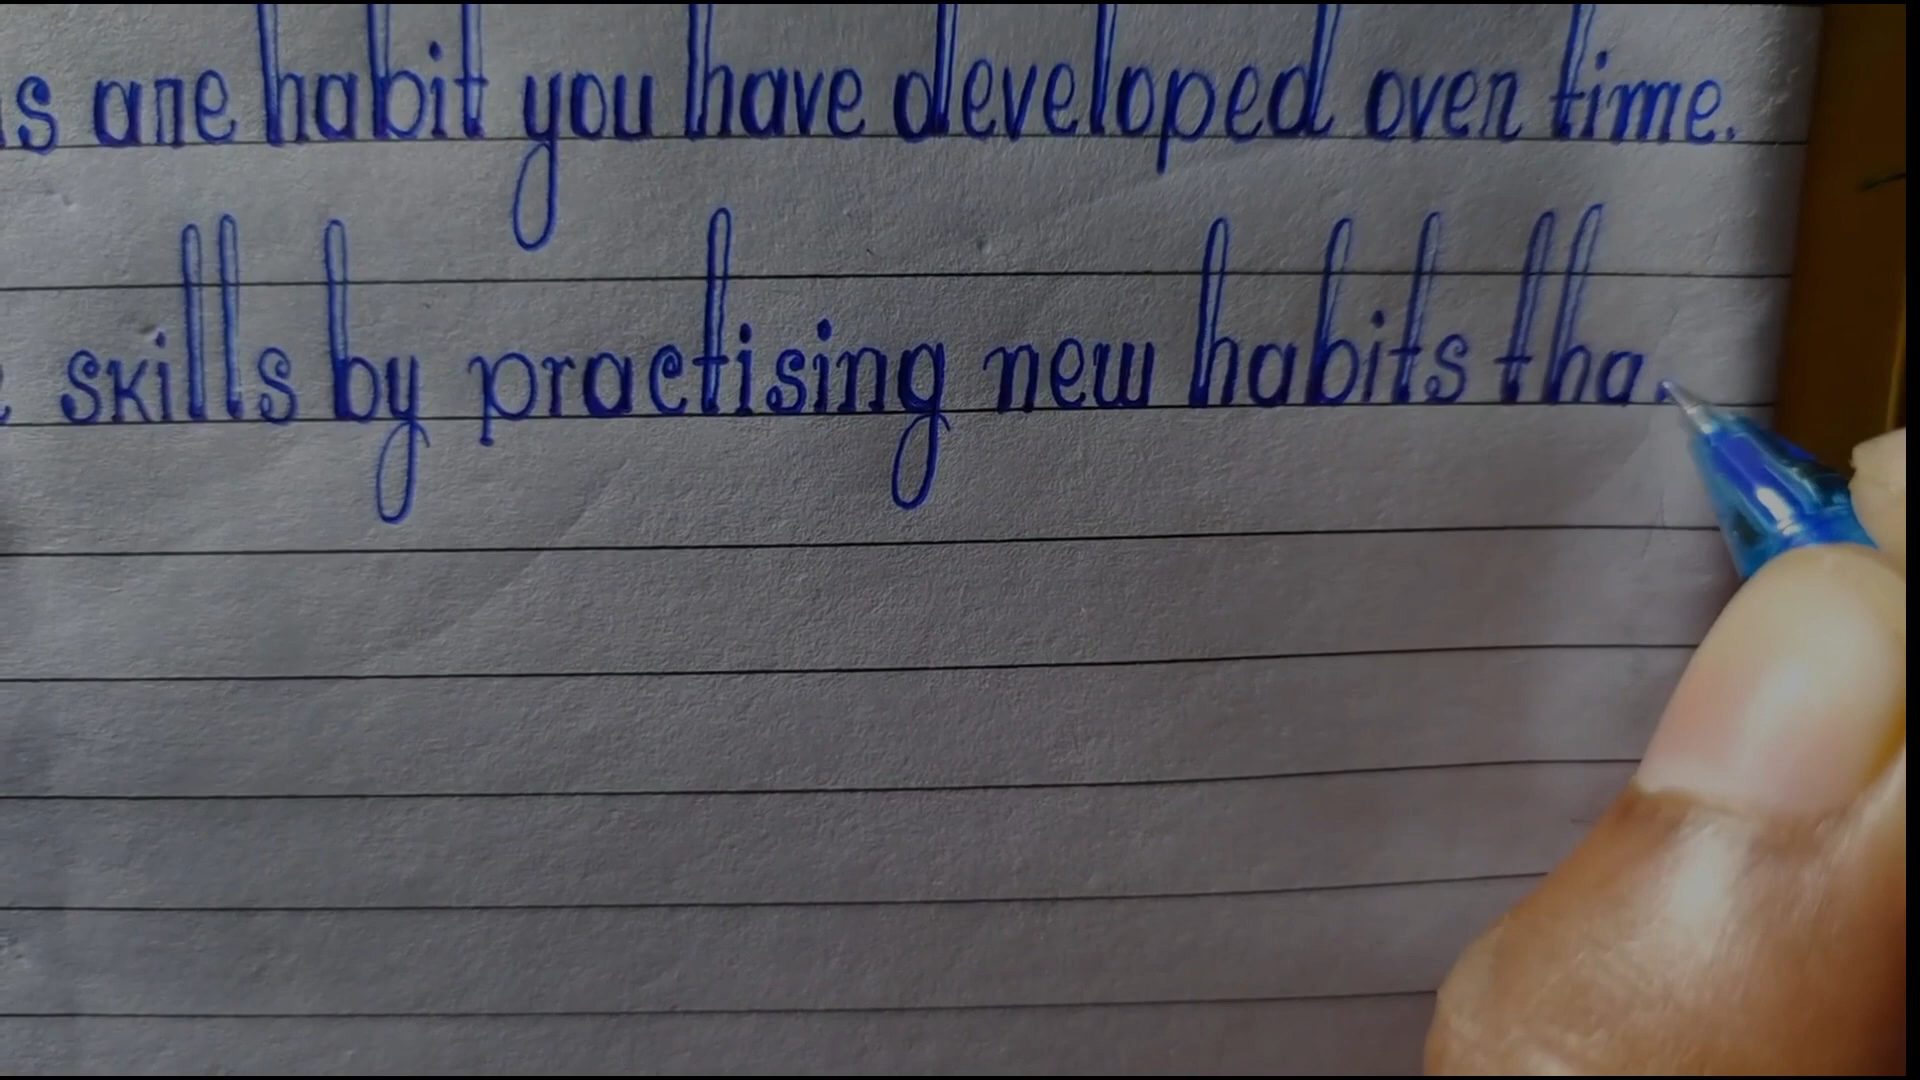 s are habit you have developed over time.
skills by practising new habits tha